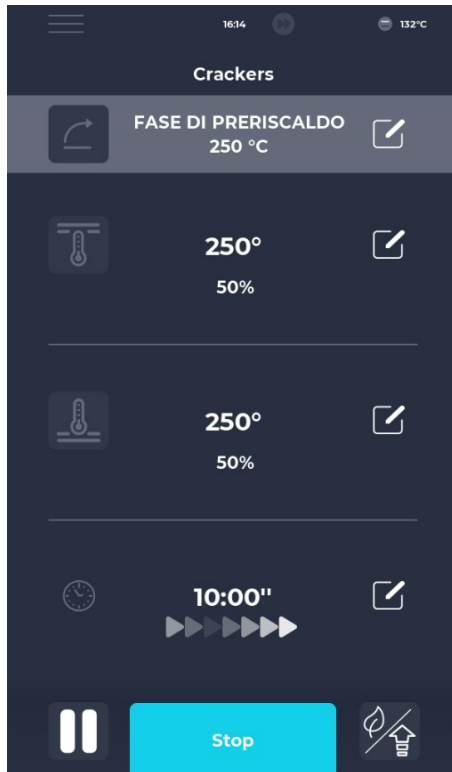 16:14
132°C
Crackers
FASE DI PRERISCALDO
250 °C
250°
50%
250°
50%
10:00"
Stop